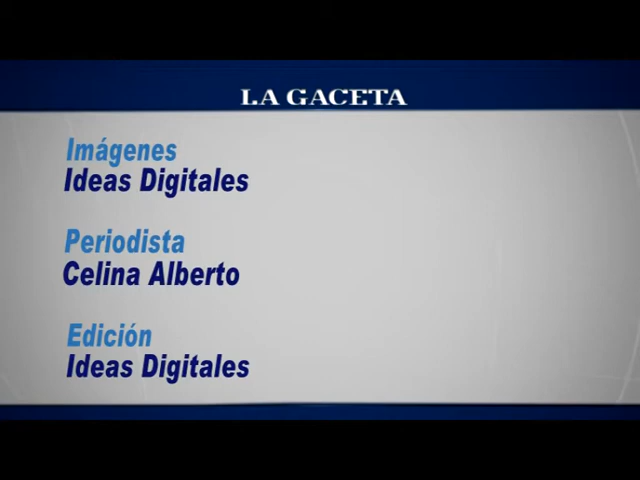 LA GACETA
Imágenes
Ideas Digitales
Periodista
Celina Alberto
Edición
Ideas Digitales